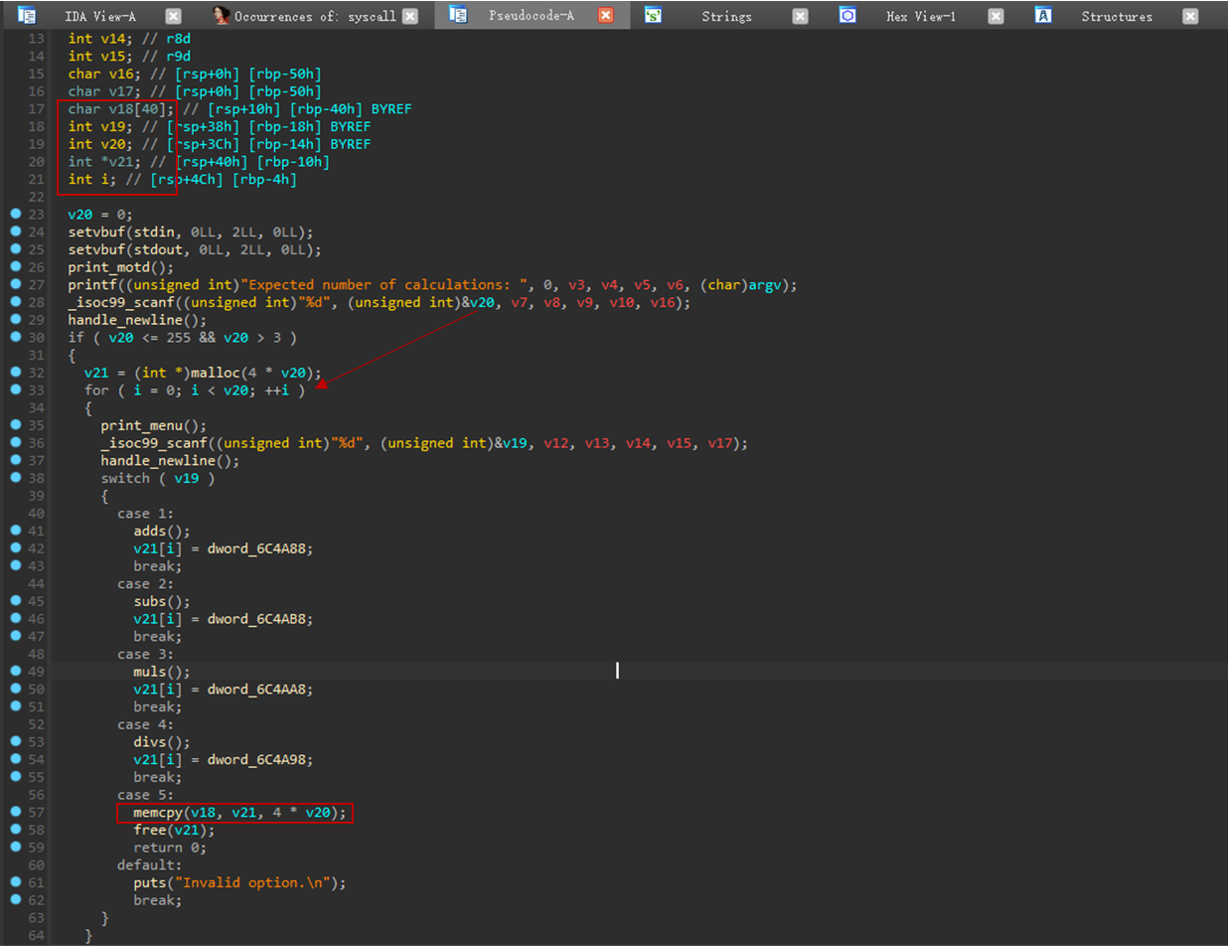 IDA View-A Occurrences of: syscall Pseudocode-A 's' Strings Hex View-1 A Structures
13 int v14; // r8d
14 int v15; // r9d
15 char v16; // [rsp+0h] [rbp-50h]
16 char v17; // [rsp+0h] [rbp-50h]
17 char v18[40]; // [rsp+10h] [rbp-40h] BYREF
18 int v19; // [rsp+38h] [rbp-18h] BYREF
19 int v20; // [rsp+3Ch] [rbp-14h] BYREF
20 int *v21; // [rsp+40h] [rbp-10h]
21 int i; // [rsp+4Ch] [rbp-4h]
22
23 v20 = 0;
24 setvbuf(stdin, 0LL, 2LL, 0LL);
25 setvbuf(stdout, 0LL, 2LL, 0LL);
26 print_motd();
27 printf((unsigned int)"Expected number of calculations: ", 0, v3, v4, v5, v6, (char)argv);
28 _isoc99_scanf((unsigned int)"%d", (unsigned int)&v20, v7, v8, v9, v10, v16);
29 handle_newline();
30 if ( v20 <= 255 && v20 > 3 )
31 {
32 v21 = (int *)malloc(4 * v20);
33 for ( i = 0; i < v20; ++i )
34 {
35 print_menu();
36 _isoc99_scanf((unsigned int)"%d", (unsigned int)&v19, v12, v13, v14, v15, v17);
37 handle_newline();
38 switch ( v19 )
39 {
40 case 1:
41 adds();
42 v21[i] = dword_6C4A88;
43 break;
44 case 2:
45 subs();
46 v21[i] = dword_6C4AB8;
47 break;
48 case 3:
49 muls();
50 v21[i] = dword_6C4AA8;
51 break;
52 case 4:
53 divs();
54 v21[i] = dword_6C4A98;
55 break;
56 case 5:
57 memcpy(v18, v21, 4 * v20);
58 free(v21);
59 return 0;
60 default:
61 puts("Invalid option.\n");
62 break;
63 }
64 }